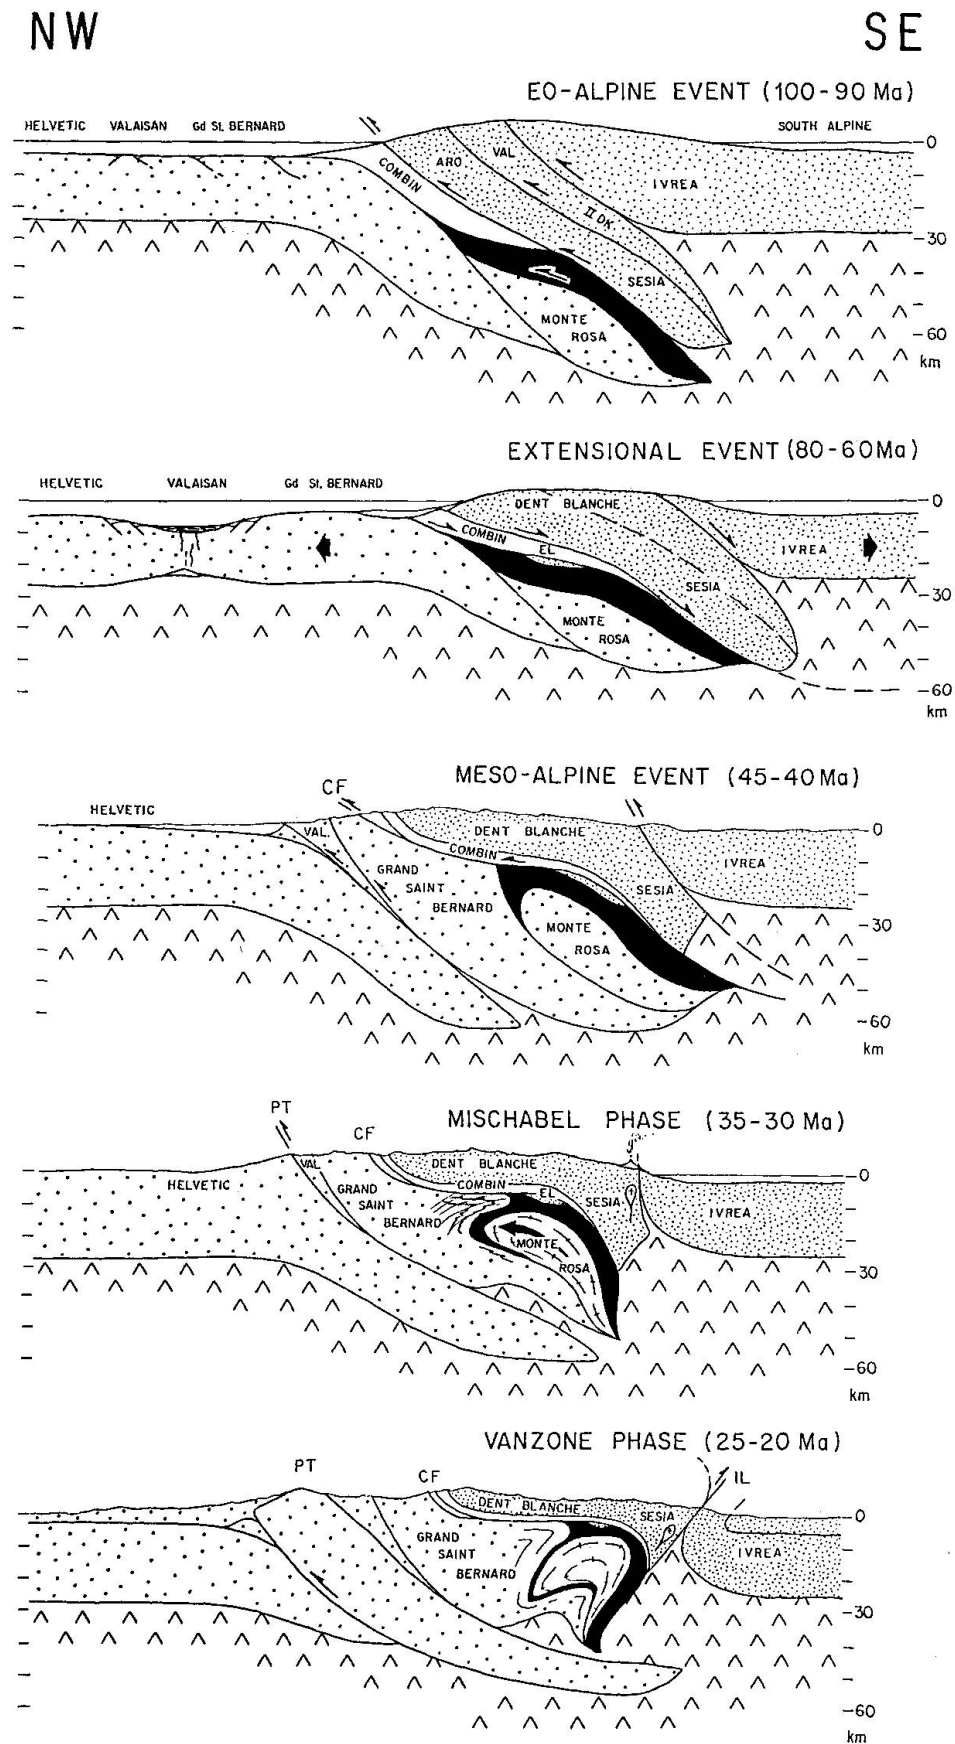 NW SE
EO-ALPINE EVENT (100-90 Ma)
HELVETIC VALAISAN Gd St. BERNARD SOUTH ALPINE
0
COMBIN ARO VAL IVREA
II DK
30
SESIA
MONTE
ROSA
60
km
EXTENSIONAL EVENT (80-60 Ma)
HELVETIC VALAISAN Gd St. BERNARD
0
DENT BLANCHE
COMBIN EL IVREA
SESIA
30
MONTE
ROSA
60
km
MESO-ALPINE EVENT (45-40 Ma)
CF
HELVETIC
0
VAL. DENT BLANCHE
COMBIN
GRAND IVREA
SAINT SESIA
BERNARD
30
MONTE
ROSA
60
km
PT
MISCHABEL PHASE (35-30 Ma)
CF
VAL DENT BLANCHE
0
HELVETIC COMBIN
GRAND EL SESIA
SAINT IVREA
BERNARD
MONTE
ROSA
30
60
km
VANZONE PHASE (25-20 Ma)
PT CF IL
DENT BLANCHE
SESIA
0
GRAND
SAINT IVREA
BERNARD
30
60
km